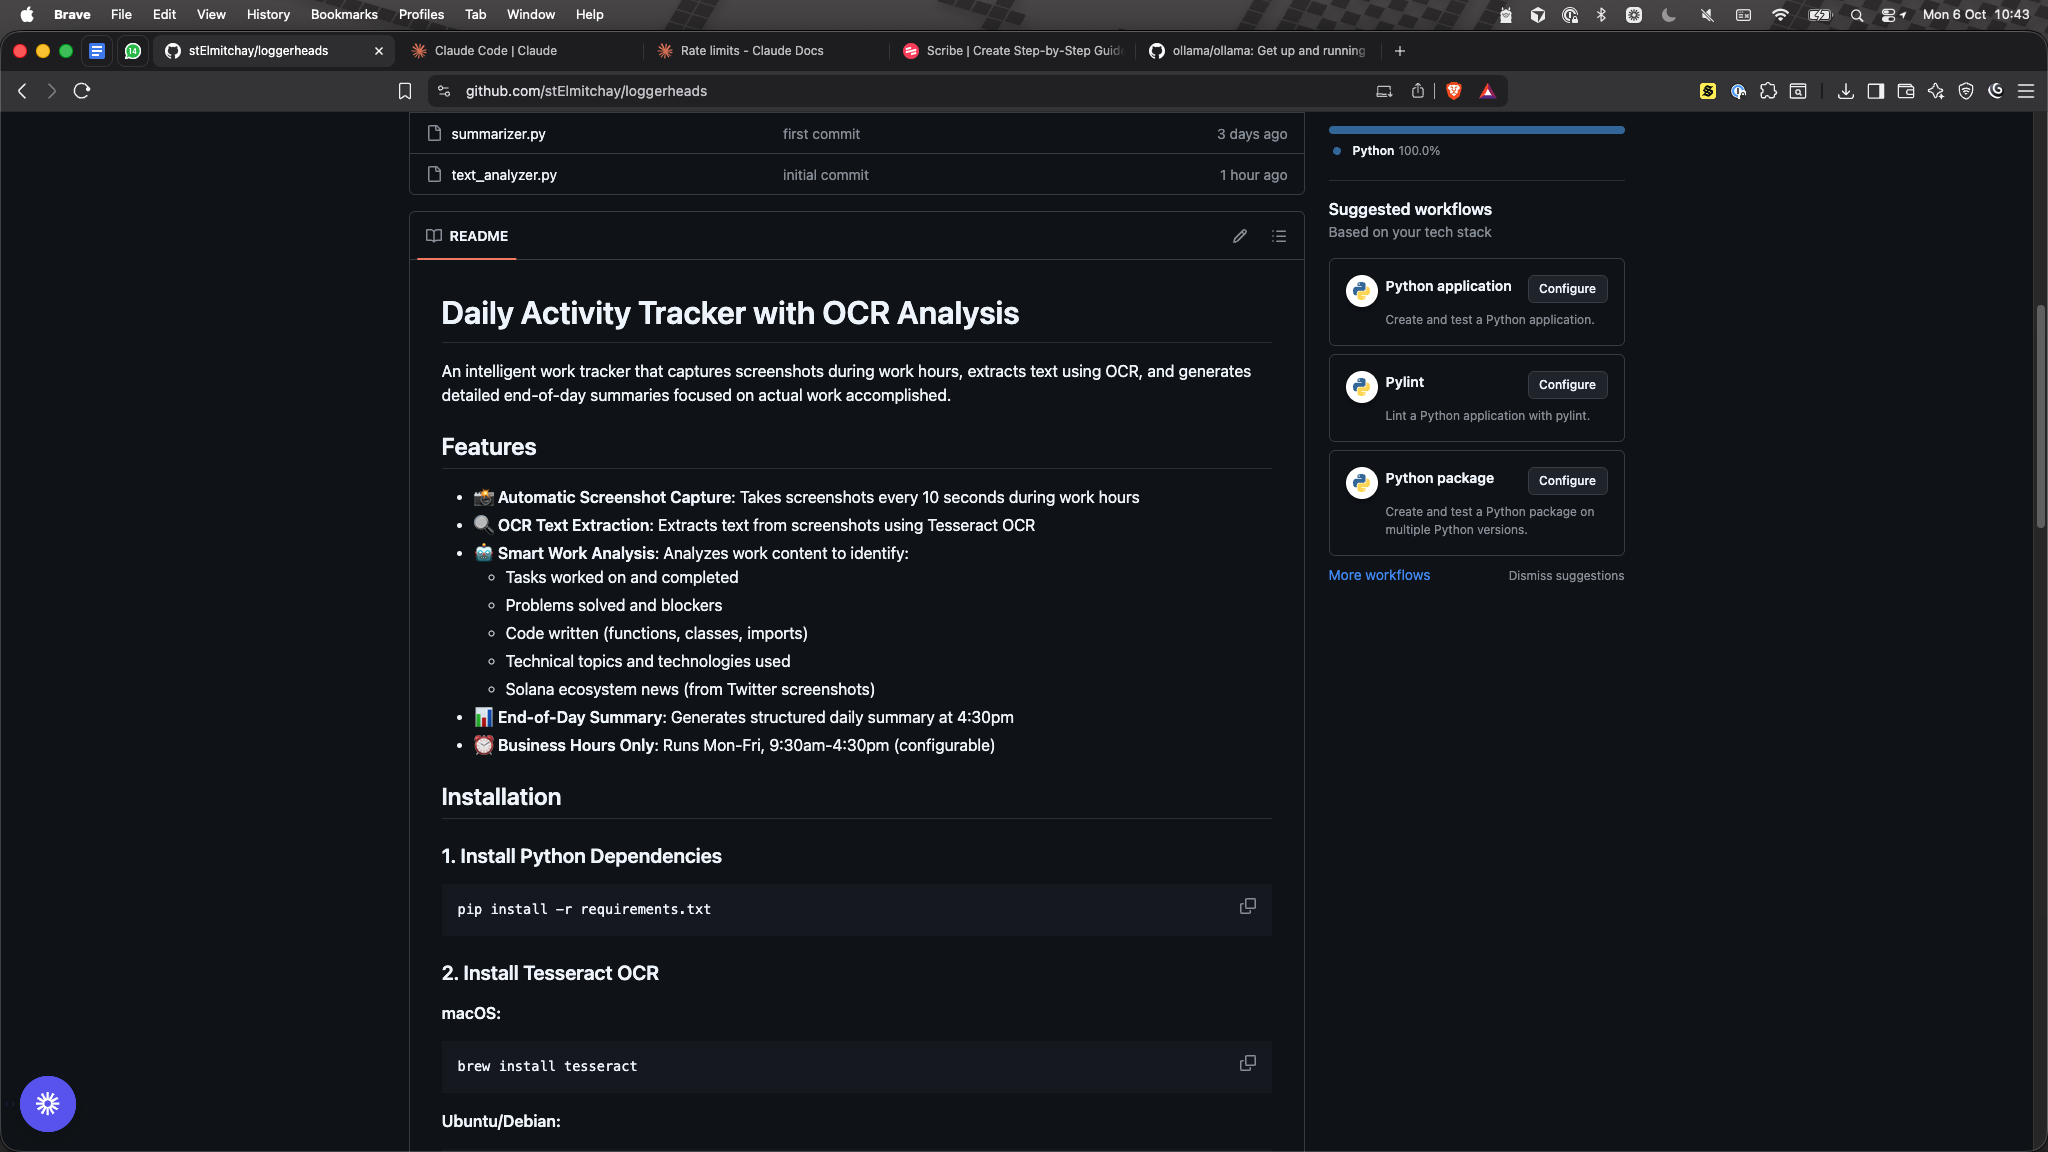 Brave File Edit View History Bookmarks Profiles Tab Window Help Mon 6 Oct 10:43
14 stElmitchay/loggerheads Claude Code | Claude Rate limits - Claude Docs Scribe | Create Step-by-Step Guid ollama/ollama: Get up and running
github.com/stElmitchay/loggerheads
summarizer.py first commit 3 days ago
text_analyzer.py initial commit 1 hour ago
README
Daily Activity Tracker with OCR Analysis
An intelligent work tracker that captures screenshots during work hours, extracts text using OCR, and generates
detailed end-of-day summaries focused on actual work accomplished.
Features
Automatic Screenshot Capture: Takes screenshots every 10 seconds during work hours
OCR Text Extraction: Extracts text from screenshots using Tesseract OCR
Smart Work Analysis: Analyzes work content to identify:
Tasks worked on and completed
Problems solved and blockers
Code written (functions, classes, imports)
Technical topics and technologies used
Solana ecosystem news (from Twitter screenshots)
End-of-Day Summary: Generates structured daily summary at 4:30pm
Business Hours Only: Runs Mon-Fri, 9:30am-4:30pm (configurable)
Installation
1. Install Python Dependencies
pip install -r requirements.txt
2. Install Tesseract OCR
macOS:
brew install tesseract
Ubuntu/Debian:
Python 100.0%
Suggested workflows
Based on your tech stack
Python application Configure
Create and test a Python application.
Pylint Configure
Lint a Python application with pylint.
Python package Configure
Create and test a Python package on
multiple Python versions.
More workflows Dismiss suggestions